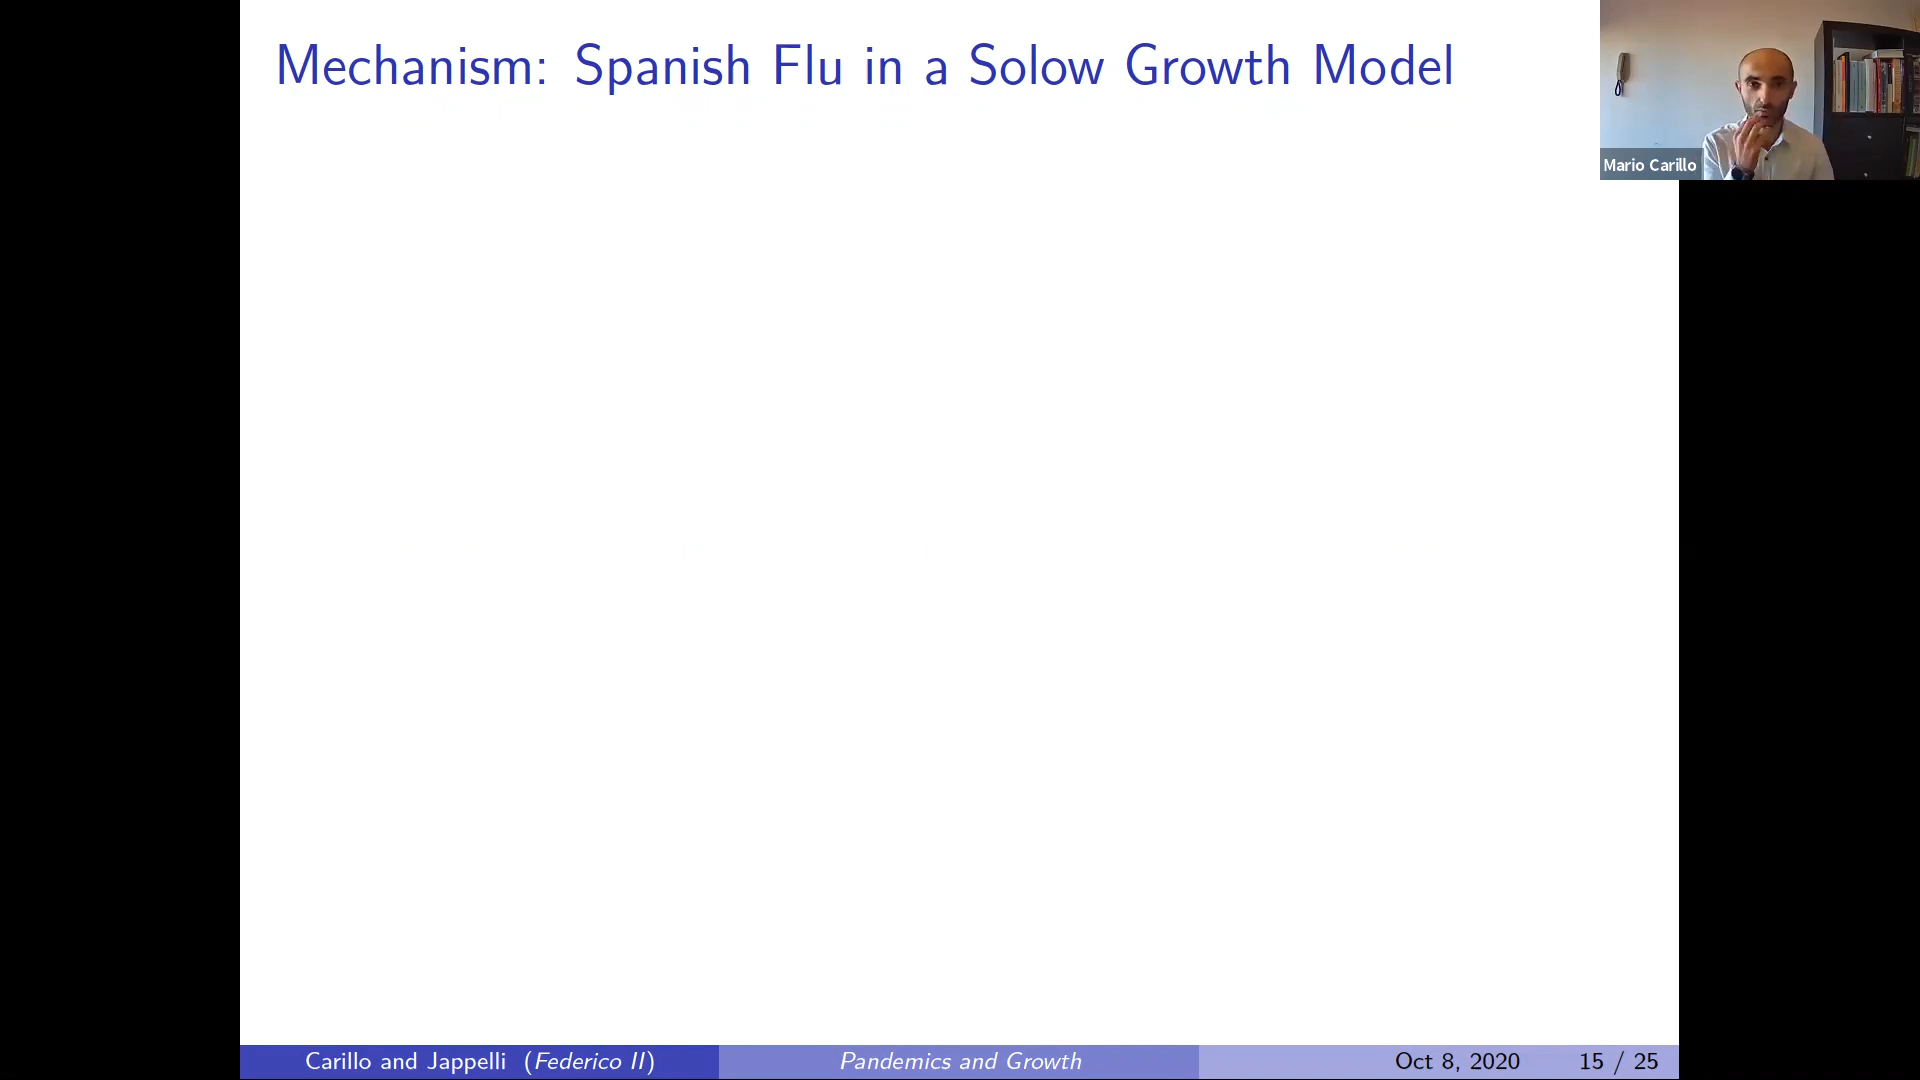 Mechanism: Spanish Flu in a Solow Growth Model
Mario Carillo
Carillo and Jappelli (Federico II) Pandemics and Growth Oct 8, 2020 15 / 25